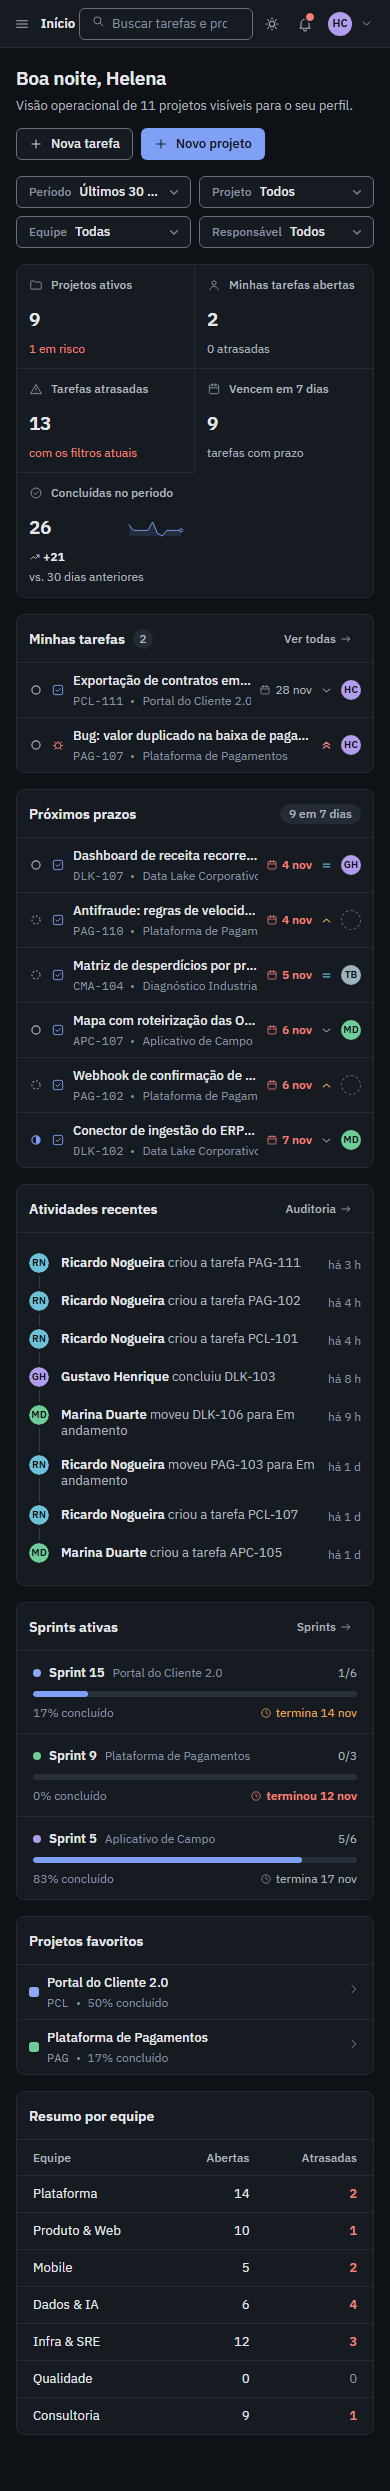 Início
Buscar tarefas e prc
HC
Boa noite, Helena
Visão operacional de 11 projetos visíveis para o seu perfil.
Nova tarefa
Novo projeto
Período Últimos 30 ...
Projeto Todos
Equipe Todas
Responsável Todos
Projetos ativos
9
1 em risco
Minhas tarefas abertas
2
0 atrasadas
Tarefas atrasadas
13
com os filtros atuais
Vencem em 7 dias
9
tarefas com prazo
Concluídas no período
26
+21
vs. 30 dias anteriores
Minhas tarefas 2
Ver todas →
Exportação de contratos em...
PCL-111 • Portal do Cliente 2.0
28 nov
HC
Bug: valor duplicado na baixa de paga...
PAG-107 • Plataforma de Pagamentos
HC
Próximos prazos
9 em 7 dias
Dashboard de receita recorre...
DLK-107 • Data Lake Corporativo
4 nov
GH
Antifraude: regras de velocid...
PAG-110 • Plataforma de Pagam
4 nov
Matriz de desperdícios por pr...
CMA-104 • Diagnóstico Industria
5 nov
TB
Mapa com roteirização das O...
APC-107 • Aplicativo de Campo
6 nov
MD
Webhook de confirmação de ...
PAG-102 • Plataforma de Pagam
6 nov
Conector de ingestão do ERP...
DLK-102 • Data Lake Corporativo
7 nov
MD
Atividades recentes
Auditoria →
RN Ricardo Nogueira criou a tarefa PAG-111 há 3 h
RN Ricardo Nogueira criou a tarefa PAG-102 há 4 h
RN Ricardo Nogueira criou a tarefa PCL-101 há 4 h
GH Gustavo Henrique concluiu DLK-103 há 8 h
MD Marina Duarte moveu DLK-106 para Em há 9 h
andamento
RN Ricardo Nogueira moveu PAG-103 para Em há 1 d
andamento
RN Ricardo Nogueira criou a tarefa PCL-107 há 1 d
MD Marina Duarte criou a tarefa APC-105 há 1 d
Sprints ativas
Sprints →
Sprint 15 Portal do Cliente 2.0 1/6
17% concluído termina 14 nov
Sprint 9 Plataforma de Pagamentos 0/3
0% concluído terminou 12 nov
Sprint 5 Aplicativo de Campo 5/6
83% concluído termina 17 nov
Projetos favoritos
Portal do Cliente 2.0
PCL • 50% concluído
Plataforma de Pagamentos
PAG • 17% concluído
Resumo por equipe
Equipe Abertas Atrasadas
Plataforma 14 2
Produto & Web 10 1
Mobile 5 2
Dados & IA 6 4
Infra & SRE 12 3
Qualidade 0 0
Consultoria 9 1